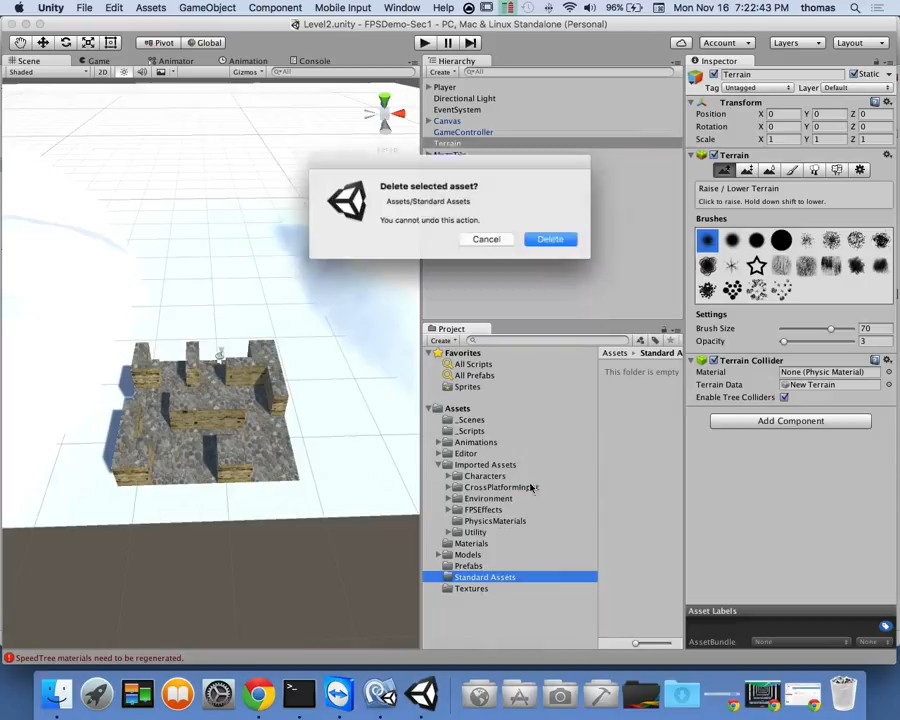 Unity File Edit Assets GameObject Component Mobile Input Window Help 96% Mon Nov 16 7:22:43 PM thomas
Level2.unity - FPSDemo-Sec1 - PC, Mac & Linux Standalone (Personal)
Pivot Global Account Layers Layout
Scene Game Animator Animation Console
Shaded 2D Gizmos All
Hierarchy
Create All
Player
Directional Light
EventSystem
Canvas
GameController
Terrain
Delete selected asset?
Assets/Standard Assets
You cannot undo this action.
Cancel Delete
Project
Create
Favorites
All Scripts
All Prefabs
Sprites
Assets
_Scenes
_Scripts
Animations
Editor
Imported Assets
Characters
CrossPlatformInput
Environment
FPSEffects
PhysicsMaterials
Utility
Materials
Models
Prefabs
Standard Assets
Textures
Assets Standard A
This folder is empty
Inspector
Terrain Static
Tag Untagged Layer Default
Transform
Position X 0 Y 0 Z 0
Rotation X 0 Y 0 Z 0
Scale X 1 Y 1 Z 1
Terrain
Raise / Lower Terrain
Click to raise. Hold down shift to lower.
Brushes
Settings
Brush Size 70
Opacity 3
Terrain Collider
Material None (Physic Material)
Terrain Data New Terrain
Enable Tree Colliders
Add Component
Asset Labels
AssetBundle None None
SpeedTree materials need to be regenerated.